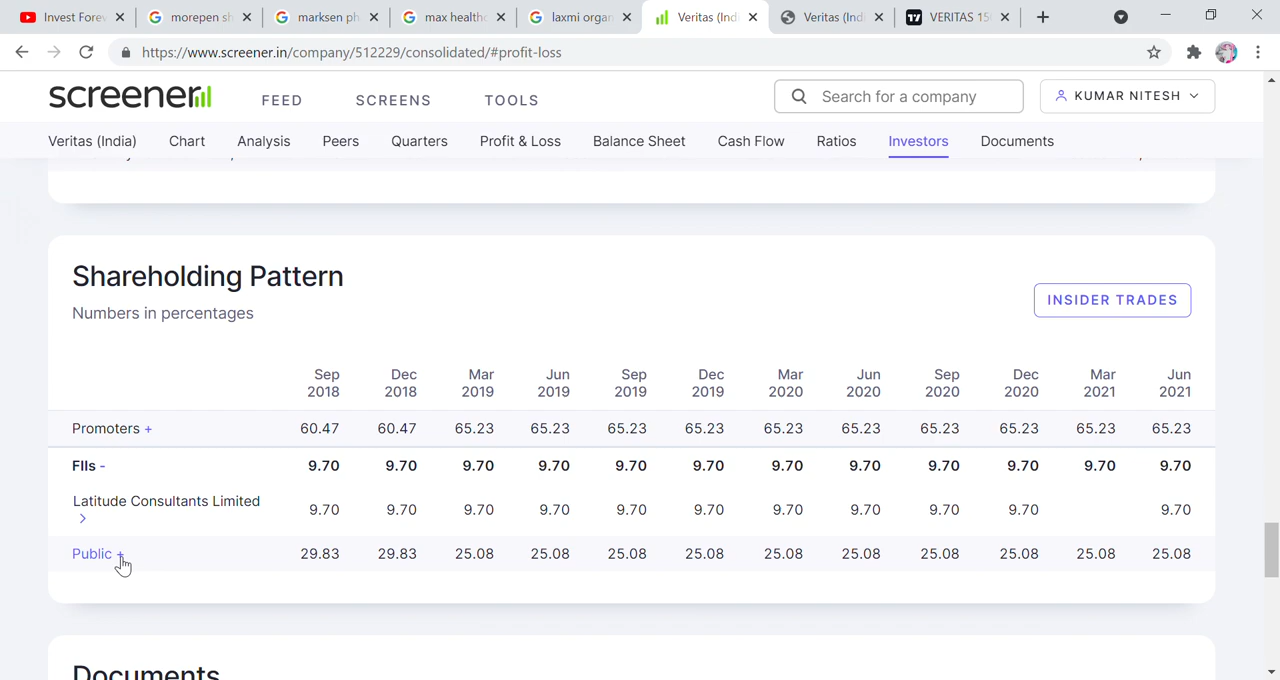 Invest Forev
morepen sh
marksen ph
max healthc
laxmi organ
Veritas (Indi
Veritas (Indi
VERITAS 15
https://www.screener.in/company/512229/consolidated/#profit-loss
screener
FEED
SCREENS
TOOLS
Search for a company
KUMAR NITESH
Veritas (India)
Chart
Analysis
Peers
Quarters
Profit & Loss
Balance Sheet
Cash Flow
Ratios
Investors
Documents
Shareholding Pattern
Numbers in percentages
INSIDER TRADES
Sep 2018 Dec 2018 Mar 2019 Jun 2019 Sep 2019 Dec 2019 Mar 2020 Jun 2020 Sep 2020 Dec 2020 Mar 2021 Jun 2021
Promoters + 60.47 60.47 65.23 65.23 65.23 65.23 65.23 65.23 65.23 65.23 65.23 65.23
FIIs - 9.70 9.70 9.70 9.70 9.70 9.70 9.70 9.70 9.70 9.70 9.70 9.70
Latitude Consultants Limited 9.70 9.70 9.70 9.70 9.70 9.70 9.70 9.70 9.70 9.70 9.70
Public + 29.83 29.83 25.08 25.08 25.08 25.08 25.08 25.08 25.08 25.08 25.08 25.08
Documents